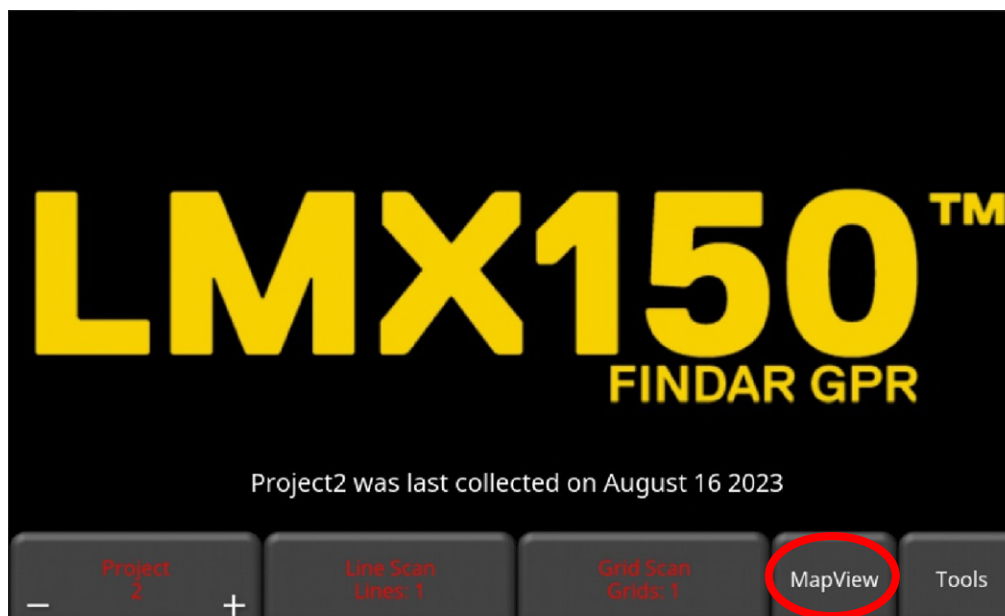 LMX150™
FINDAR GPR
Project2 was last collected on August 16 2023
Project
2
− +
Line Scan
Lines: 1
Grid Scan
Grids: 1
MapView
Tools